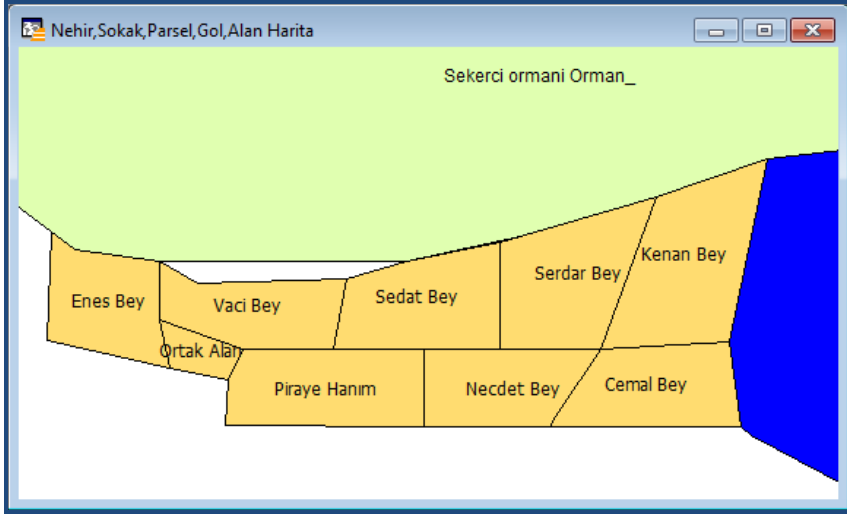 Nehir,Sokak,Parsel,Gol,Alan Harita
Sekerci ormani Orman_
Kenan Bey
Serdar Bey
Enes Bey
Vaci Bey
Sedat Bey
Ortak Alan
Piraye Hanım
Necdet Bey
Cemal Bey